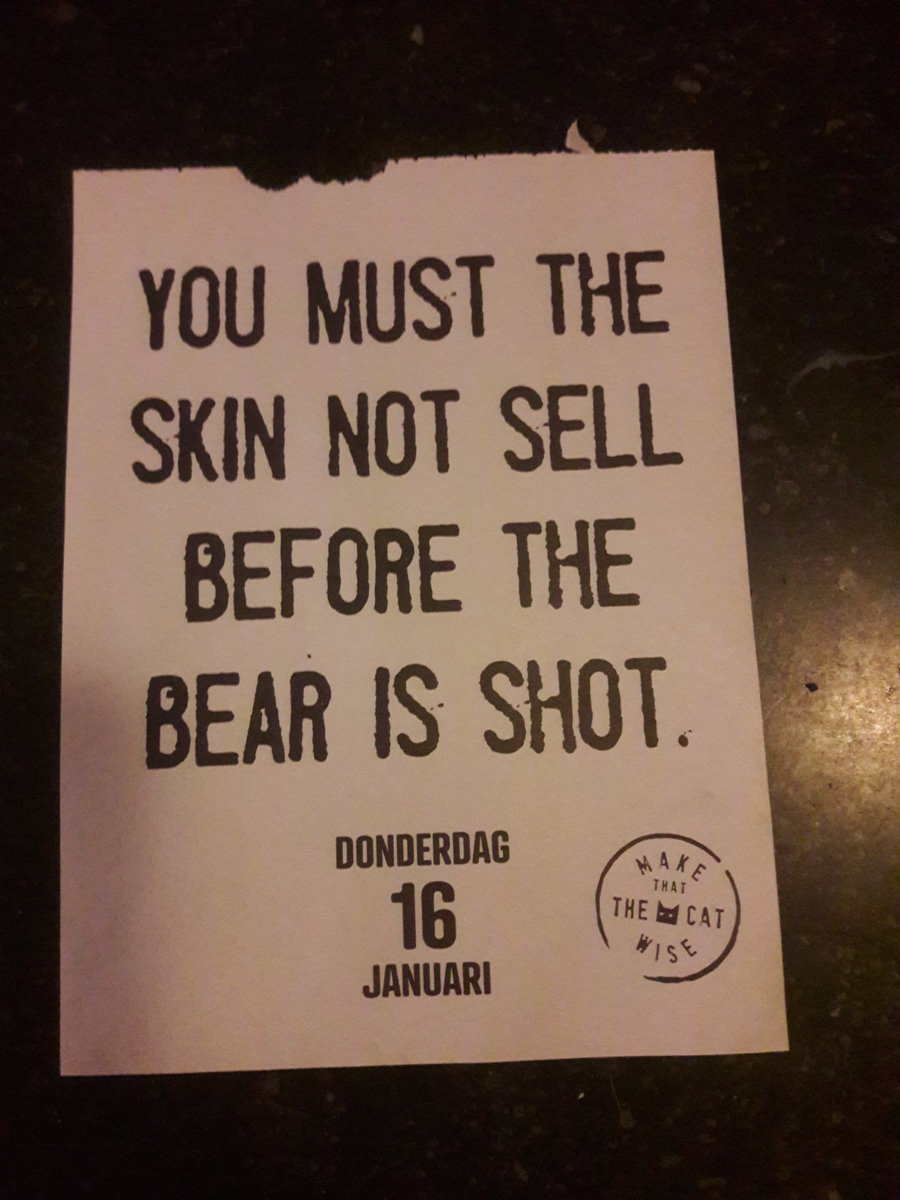 YOU MUST THE
SKIN NOT SELL
BEFORE THE
BEAR IS SHOT.
DONDERDAG
16
JANUARI
MAKE
THAT
THE CAT
WISE